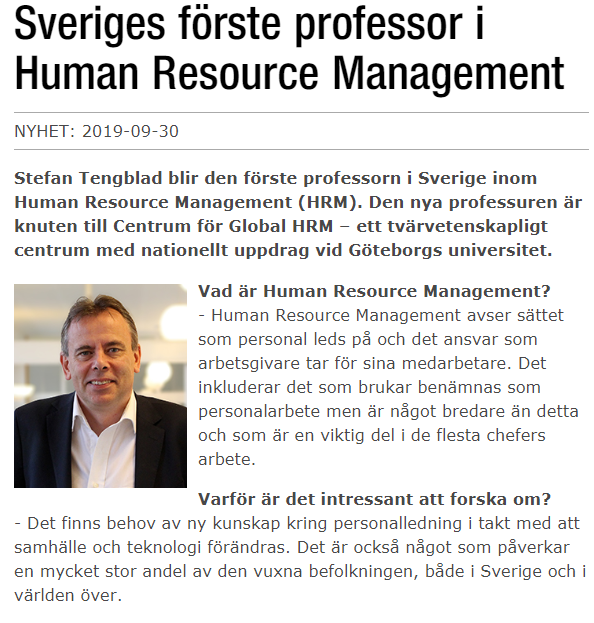 Sveriges förste professor i
Human Resource Management
NYHET: 2019-09-30
Stefan Tengblad blir den förste professorn i Sverige inom
Human Resource Management (HRM). Den nya professuren är
knuten till Centrum för Global HRM – ett tvärvetenskapligt
centrum med nationellt uppdrag vid Göteborgs universitet.
Vad är Human Resource Management?
- Human Resource Management avser sättet
som personal leds på och det ansvar som
arbetsgivare tar för sina medarbetare. Det
inkluderar det som brukar benämnas som
personalarbete men är något bredare än detta
och som är en viktig del i de flesta chefers
arbete.
Varför är det intressant att forska om?
- Det finns behov av ny kunskap kring personalledning i takt med att
samhälle och teknologi förändras. Det är också något som påverkar
en mycket stor andel av den vuxna befolkningen, både i Sverige och i
världen över.